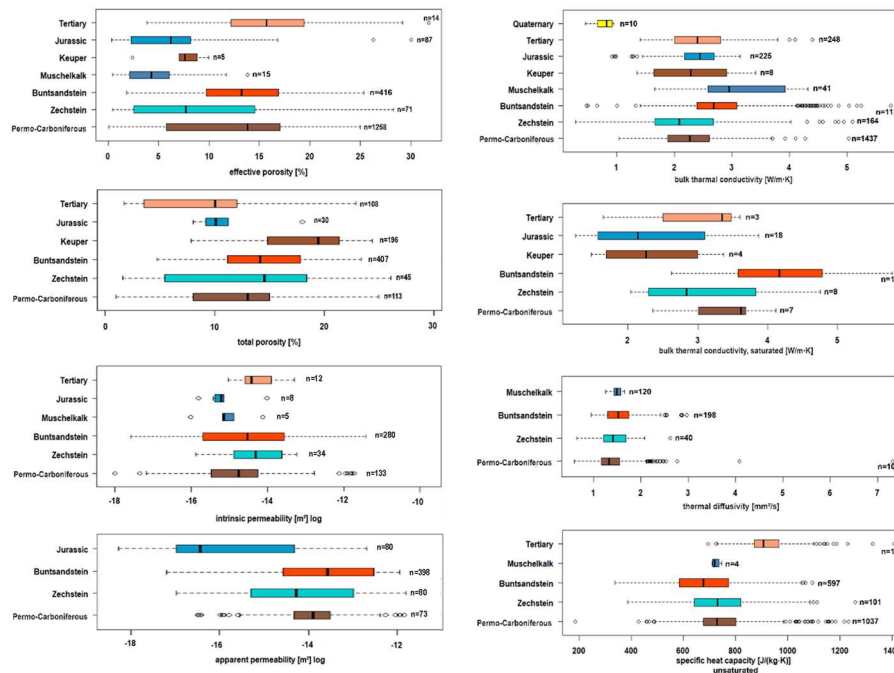 Tertiary n=14
Jurassic n=87
Keuper n=5
Muschelkalk n=15
Buntsandstein n=416
Zechstein n=71
Permo-Carboniferous n=1258
0 5 10 15 20 25 30
effective porosity [%]
Tertiary n=108
Jurassic n=30
Keuper n=196
Buntsandstein n=407
Zechstein n=45
Permo-Carboniferous n=113
10 20 30
total porosity [%]
Tertiary n=12
Jurassic n=8
Muschelkalk n=5
Buntsandstein n=280
Zechstein n=34
Permo-Carboniferous n=133
-18 -16 -14 -12 -10
intrinsic permeability [m²] log
Jurassic n=80
Buntsandstein n=398
Zechstein n=80
Permo-Carboniferous n=73
-18 -16 -14 -12
apparent permeability [m²] log
Quaternary n=10
Tertiary n=248
Jurassic n=225
Keuper n=8
Muschelkalk n=41
Buntsandstein n=11
Zechstein n=164
Permo-Carboniferous n=1437
1 2 3 4 5
bulk thermal conductivity [W/m·K]
Tertiary n=3
Jurassic n=18
Keuper n=4
Buntsandstein n=1
Zechstein n=8
Permo-Carboniferous n=7
2 3 4 5
bulk thermal conductivity, saturated [W/m·K]
Muschelkalk n=120
Buntsandstein n=198
Zechstein n=40
Permo-Carboniferous n=10
1 2 3 4 5 6 7
thermal diffusivity [mm²/s]
Tertiary n=1
Muschelkalk n=4
Buntsandstein n=597
Zechstein n=101
Permo-Carboniferous n=1037
200 400 600 800 1000 1200 140
specific heat capacity [J/(kg·K)]
unsaturated